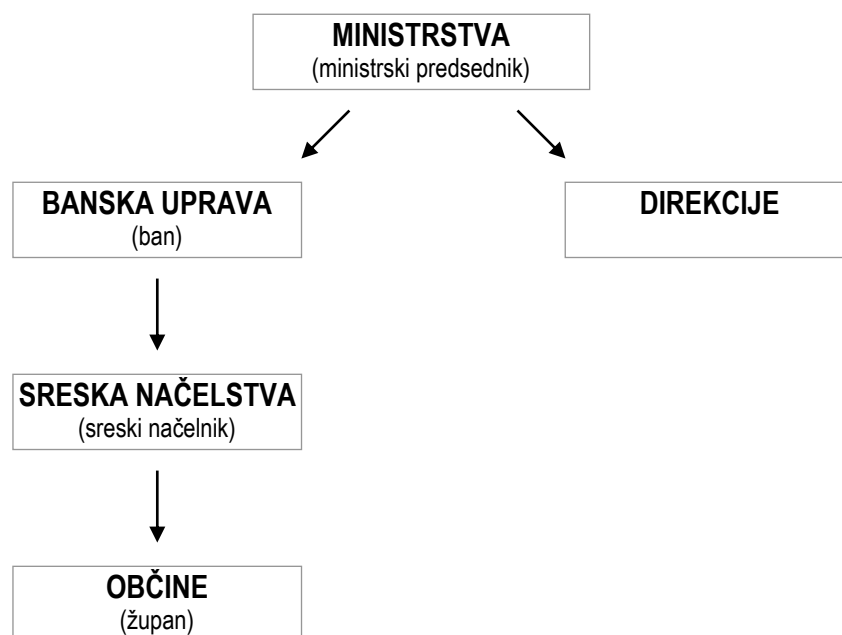 MINISTRSTVA
(ministrski predsednik)
BANSKA UPRAVA
(ban)
DIREKCIJE
SRESKA NAČELSTVA
(sreski načelnik)
OBČINE
(župan)